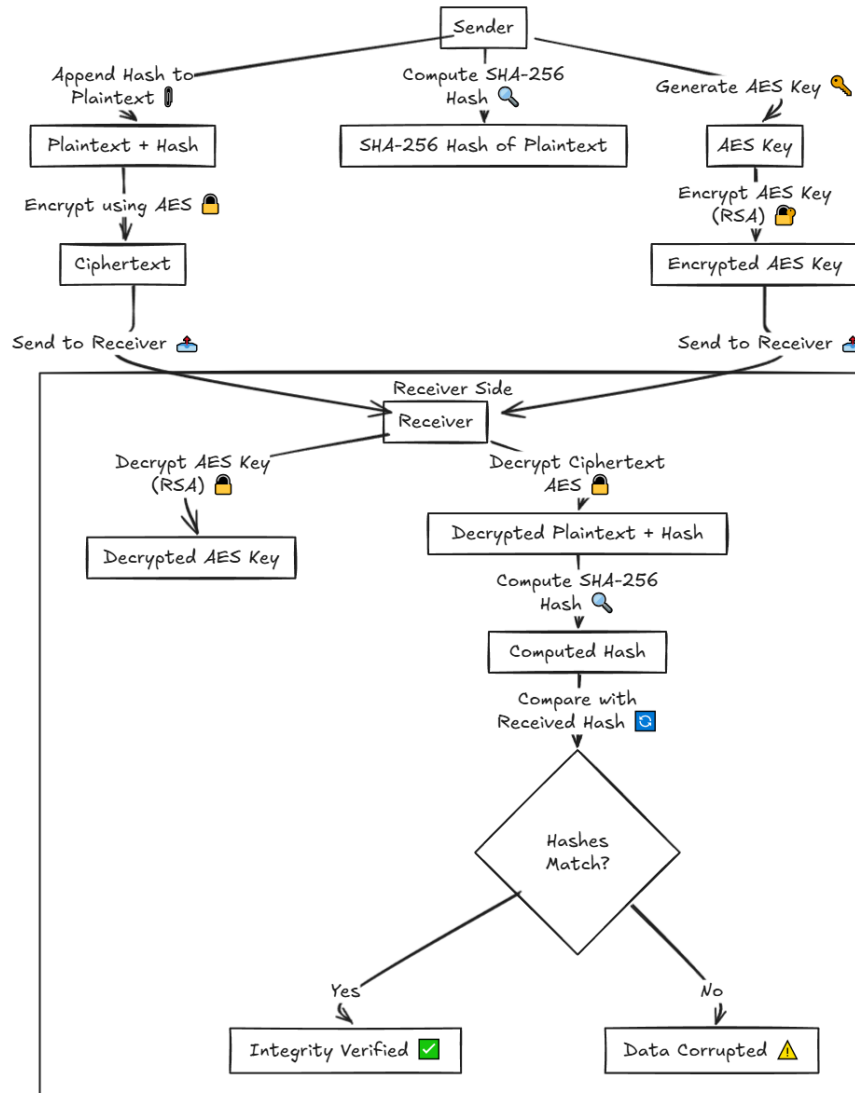 Sender
Append Hash to
Plaintext
Compute SHA-256
Hash
Generate AES Key
Plaintext + Hash
SHA-256 Hash of Plaintext
AES Key
Encrypt using AES
Encrypt AES Key
(RSA)
Ciphertext
Encrypted AES Key
Send to Receiver
Send to Receiver
Receiver Side
Receiver
Decrypt AES Key
(RSA)
Decrypt Ciphertext
AES
Decrypted Plaintext + Hash
Decrypted AES Key
Compute SHA-256
Hash
Computed Hash
Compare with
Received Hash
Hashes
Match?
Yes
No
Integrity Verified
Data Corrupted